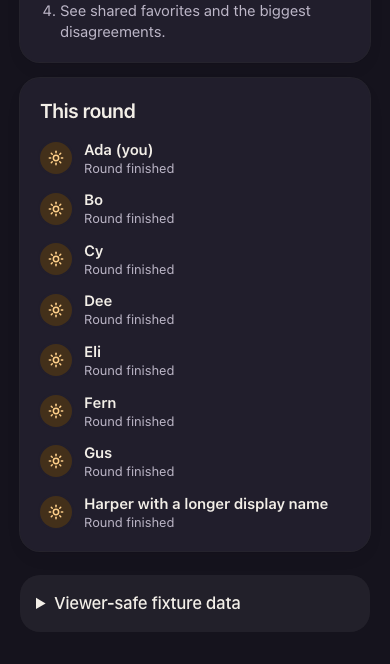 4. See shared favorites and the biggest
disagreements.
This round
Ada (you)
Round finished
Bo
Round finished
Cy
Round finished
Dee
Round finished
Eli
Round finished
Fern
Round finished
Gus
Round finished
Harper with a longer display name
Round finished
Viewer-safe fixture data